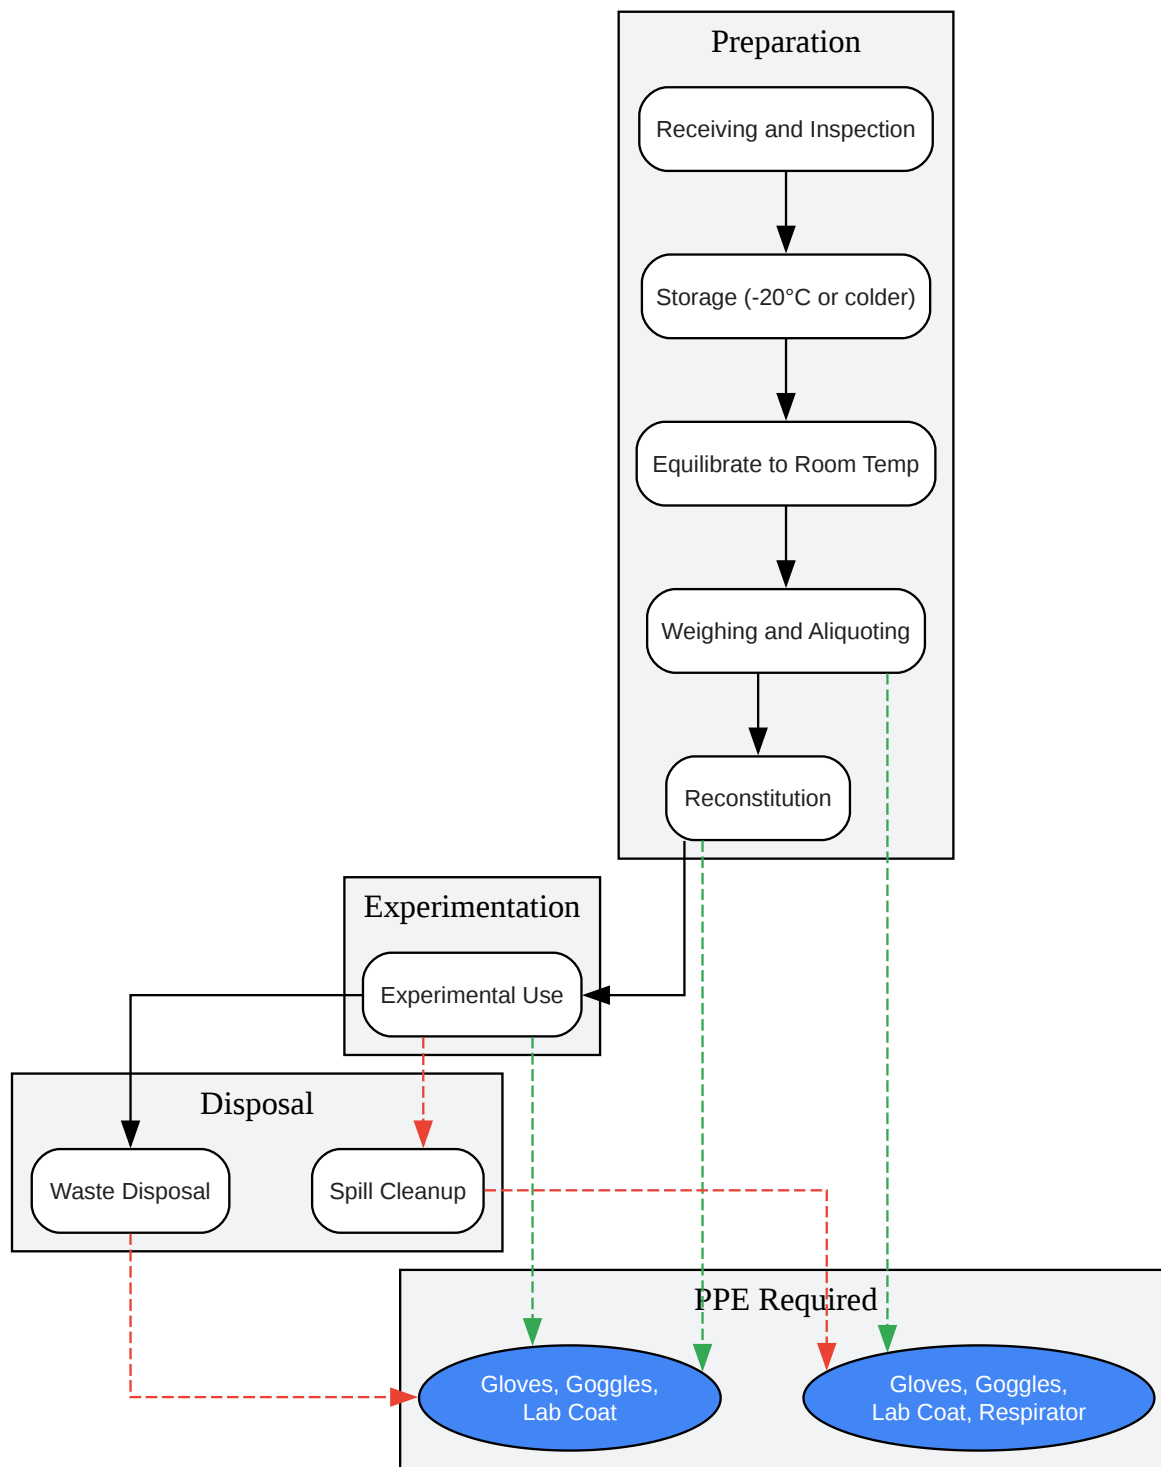 Preparation
Receiving and Inspection
Storage (-20°C or colder)
Equilibrate to Room Temp
Weighing and Aliquoting
Reconstitution
Experimentation
Experimental Use
Disposal
Waste Disposal
Spill Cleanup
PPE Required
Gloves, Goggles,
Lab Coat
Gloves, Goggles,
Lab Coat, Respirator